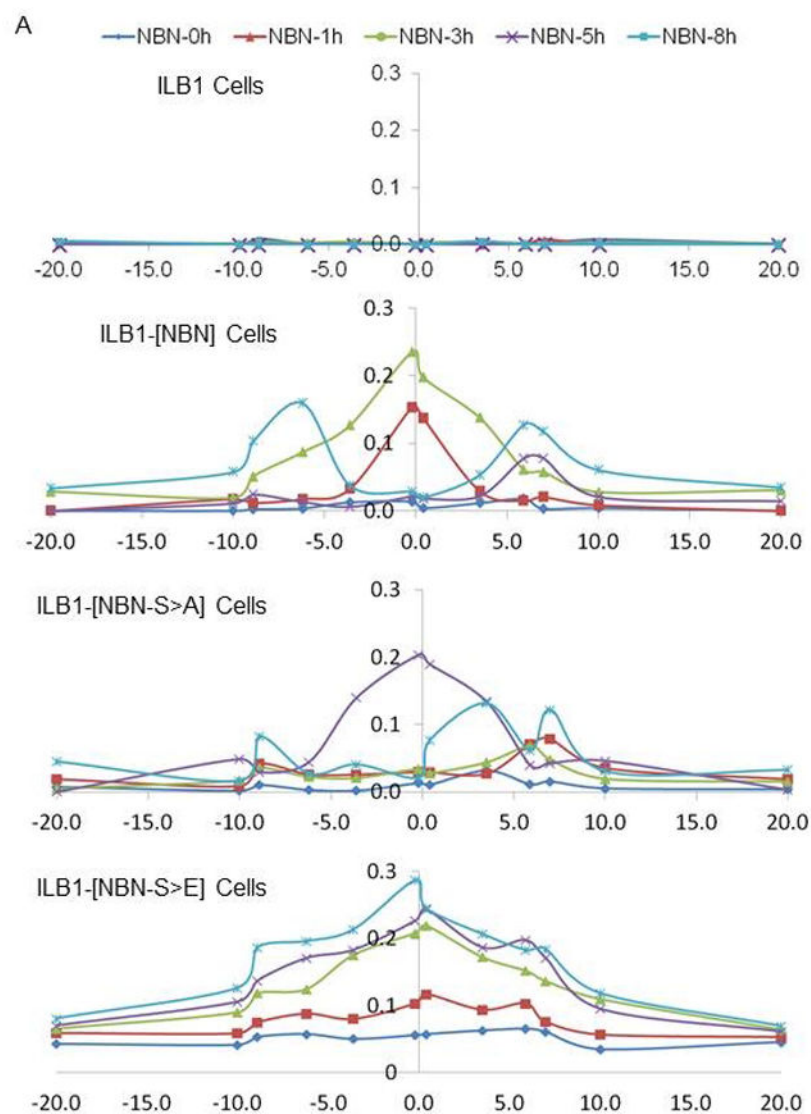 A
NBN-0h NBN-1h NBN-3h NBN-5h NBN-8h
ILB1 Cells
0.3
0.2
0.1
0.0
-20.0 -15.0 -10.0 -5.0 0.0 5.0 10.0 15.0 20.0
ILB1-[NBN] Cells
0.3
0.2
0.1
0.0
-20.0 -15.0 -10.0 -5.0 0.0 5.0 10.0 15.0 20.0
ILB1-[NBN-S>A] Cells
0.3
0.2
0.1
0.0
-20.0 -15.0 -10.0 -5.0 0.0 5.0 10.0 15.0 20.0
ILB1-[NBN-S>E] Cells
0.3
0.2
0.1
0
-20.0 -15.0 -10.0 -5.0 0.0 5.0 10.0 15.0 20.0